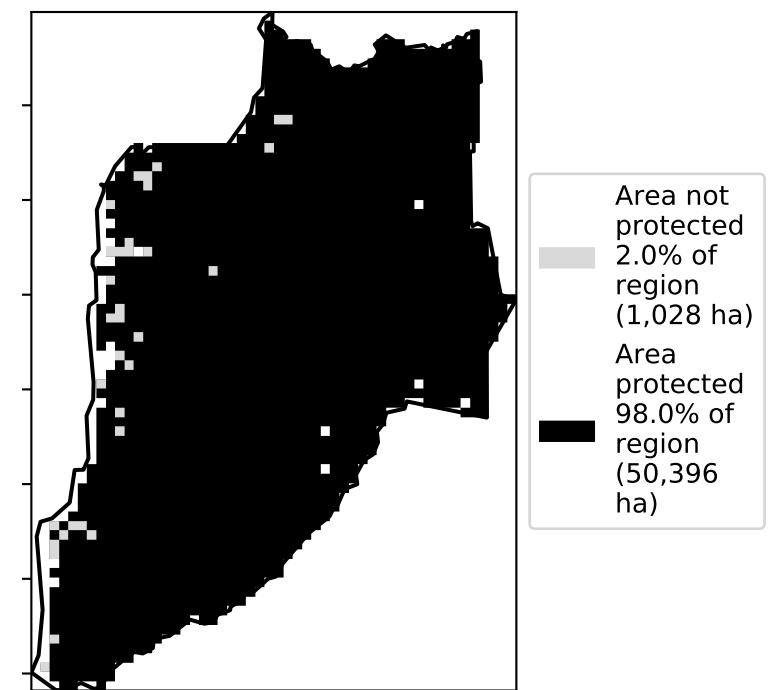 Area not
protected
2.0% of
region
(1,028 ha)
Area
protected
98.0% of
region
(50,396
ha)